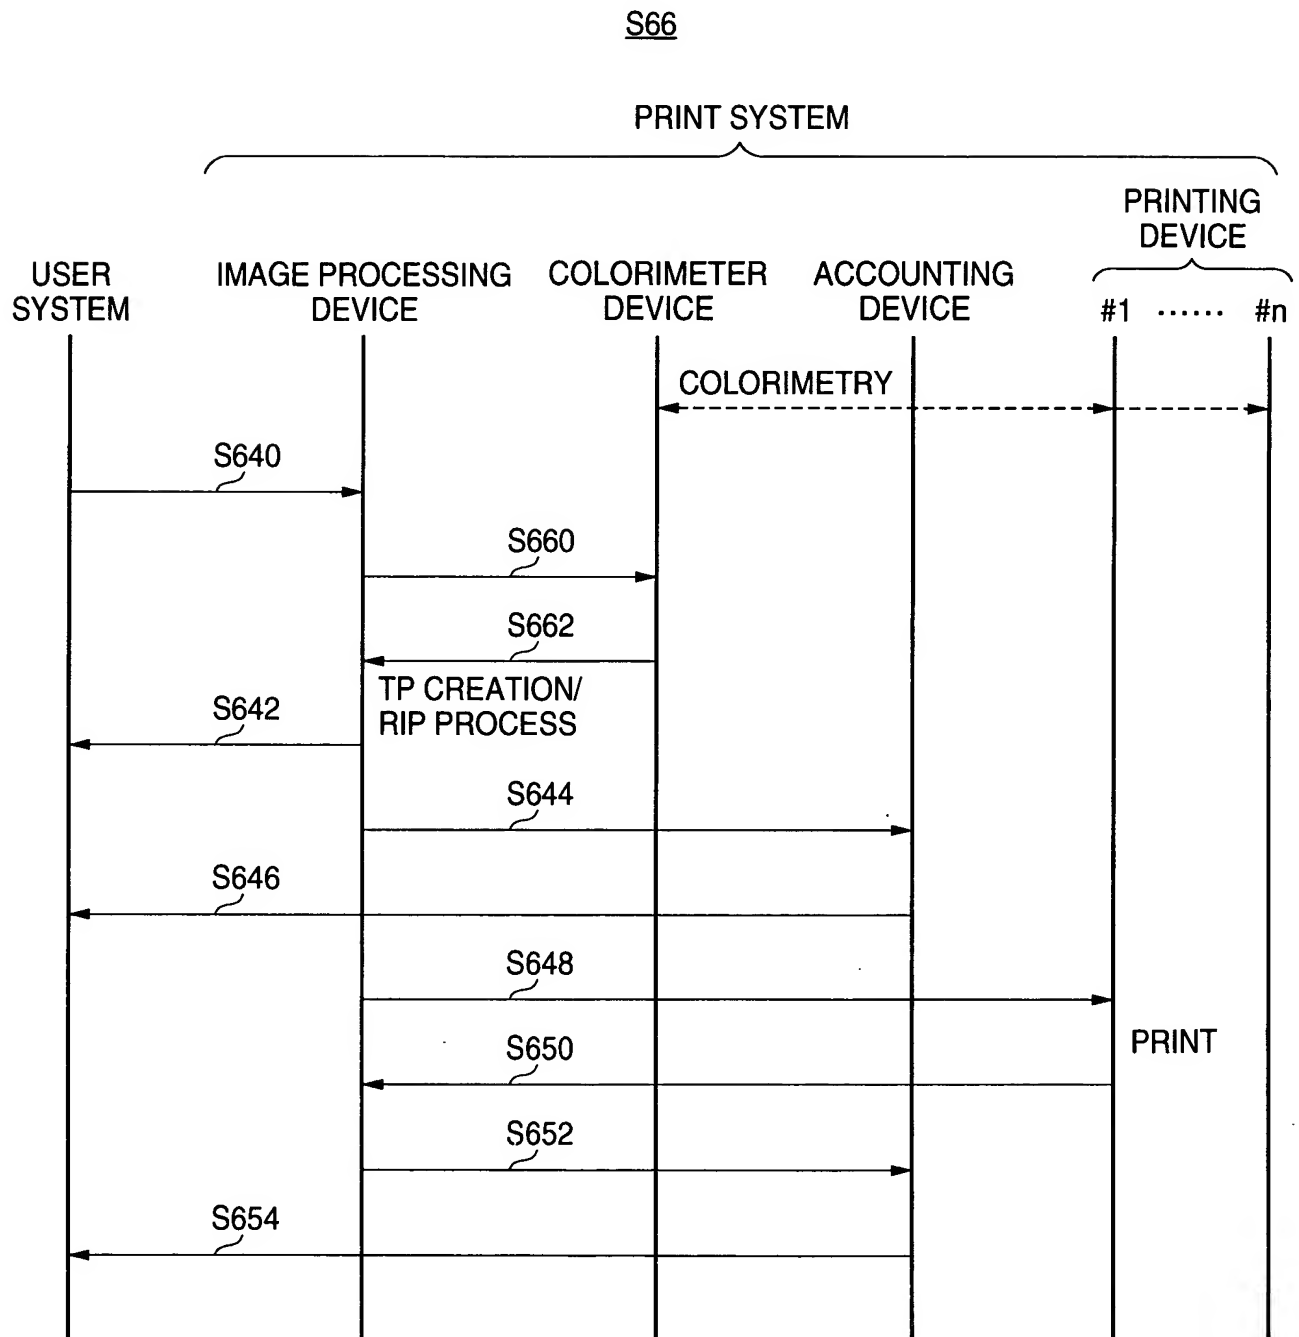 S66
PRINT SYSTEM
PRINTING
DEVICE
USER
SYSTEM
IMAGE PROCESSING
DEVICE
COLORIMETER
DEVICE
ACCOUNTING
DEVICE
#1 ······ #n
COLORIMETRY
S640
S660
S662
TP CREATION/
RIP PROCESS
S642
S644
S646
S648
PRINT
S650
S652
S654